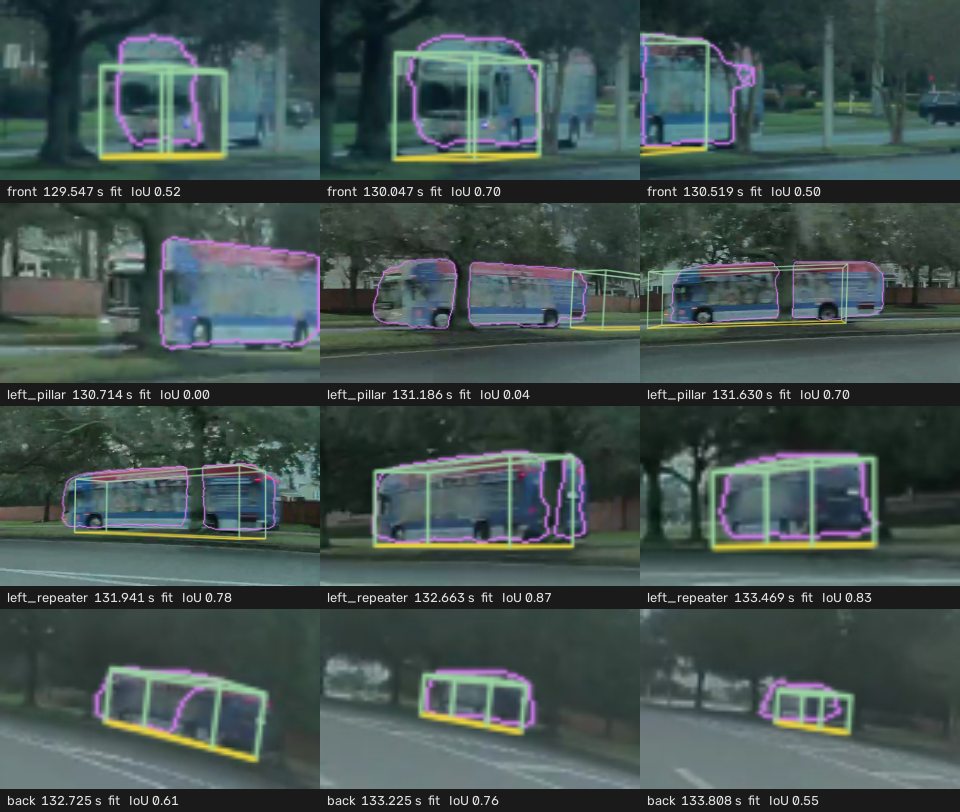 front 129.547 s fit IoU 0.52
front 130.047 s fit IoU 0.70
front 130.519 s fit IoU 0.50
left_pillar 130.714 s fit IoU 0.00
left_pillar 131.186 s fit IoU 0.04
left_pillar 131.630 s fit IoU 0.70
left_repeater 131.941 s fit IoU 0.78
left_repeater 132.663 s fit IoU 0.87
left_repeater 133.469 s fit IoU 0.83
back 132.725 s fit IoU 0.61
back 133.225 s fit IoU 0.76
back 133.808 s fit IoU 0.55